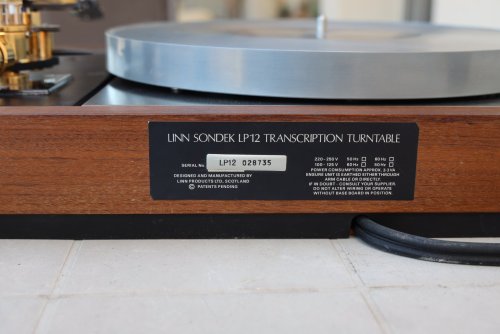 LINN SONDEK LP12 TRANSCRIPTION TURNTABLE
SERIAL No LP12 028735
DESIGNED AND MANUFACTURED BY
LINN PRODUCTS LTD. SCOTLAND
© PATENTS PENDING.
220-250 V 50 Hz □ 60 Hz □
100-125 V 60 Hz □ 50 Hz □
POWER CONSUMPTION APPROX. 2-3 VA
ENSURE UNIT IS EARTHED EITHER THROUGH
ARM CABLE OR DIRECTLY.
IF IN DOUBT - CONSULT YOUR SUPPLIER.
DO NOT ALTER WIRING OR OPERATE
WITHOUT BASE BOARD IN POSITION.